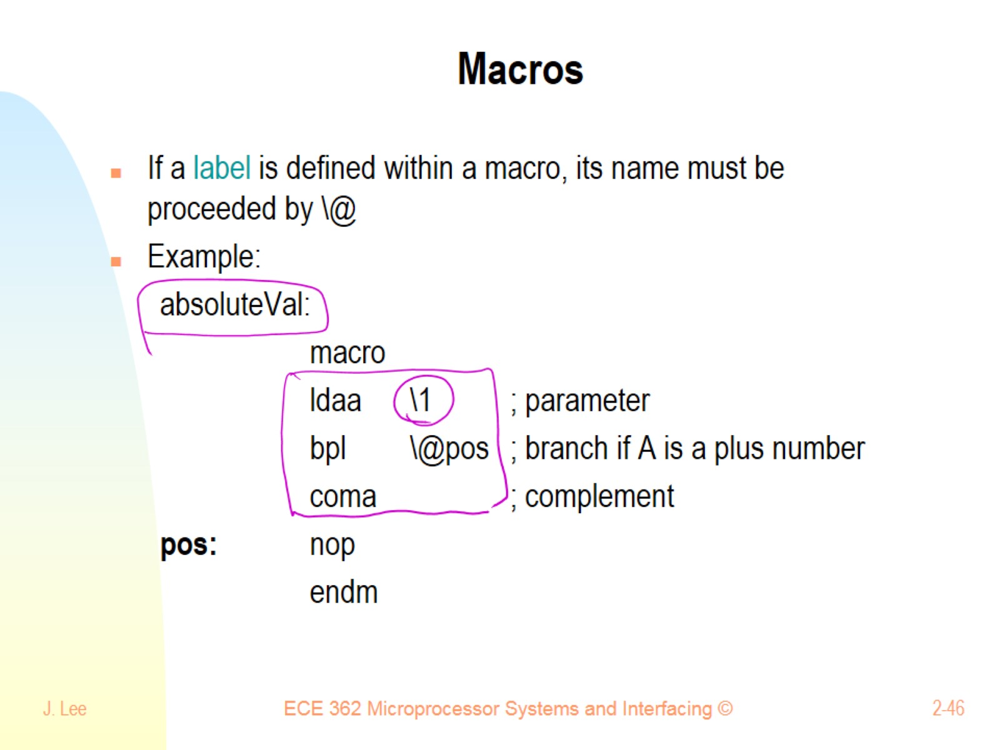 Macros
If a label is defined within a macro, its name must be
proceeded by \@
Example:
absoluteVal:
macro
ldaa \1 ; parameter
bpl \@pos ; branch if A is a plus number
coma ; complement
pos: nop
endm
J. Lee ECE 362 Microprocessor Systems and Interfacing © 2-46